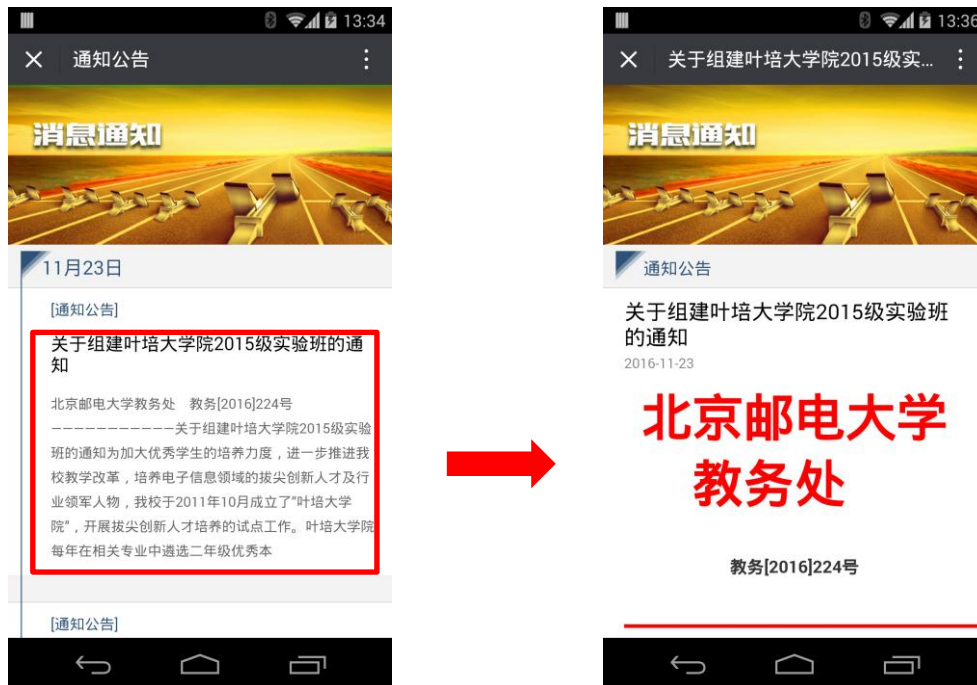 13:34
通知公告
消息通知
11月23日
[通知公告]
关于组建叶培大学院2015级实验班的通
知
北京邮电大学教务处 教务[2016]224号
－－－－－－－－－－－关于组建叶培大学院2015级实验
班的通知为加大优秀学生的培养力度，进一步推进我
校教学改革，培养电子信息领域的拔尖创新人才及行
业领军人物，我校于2011年10月成立了"叶培大学
院"，开展拔尖创新人才培养的试点工作。叶培大学院
每年在相关专业中遴选二年级优秀本
[通知公告]
13:36
关于组建叶培大学院2015级实...
消息通知
通知公告
关于组建叶培大学院2015级实验班
的通知
2016-11-23
北京邮电大学
教务处
教务[2016]224号